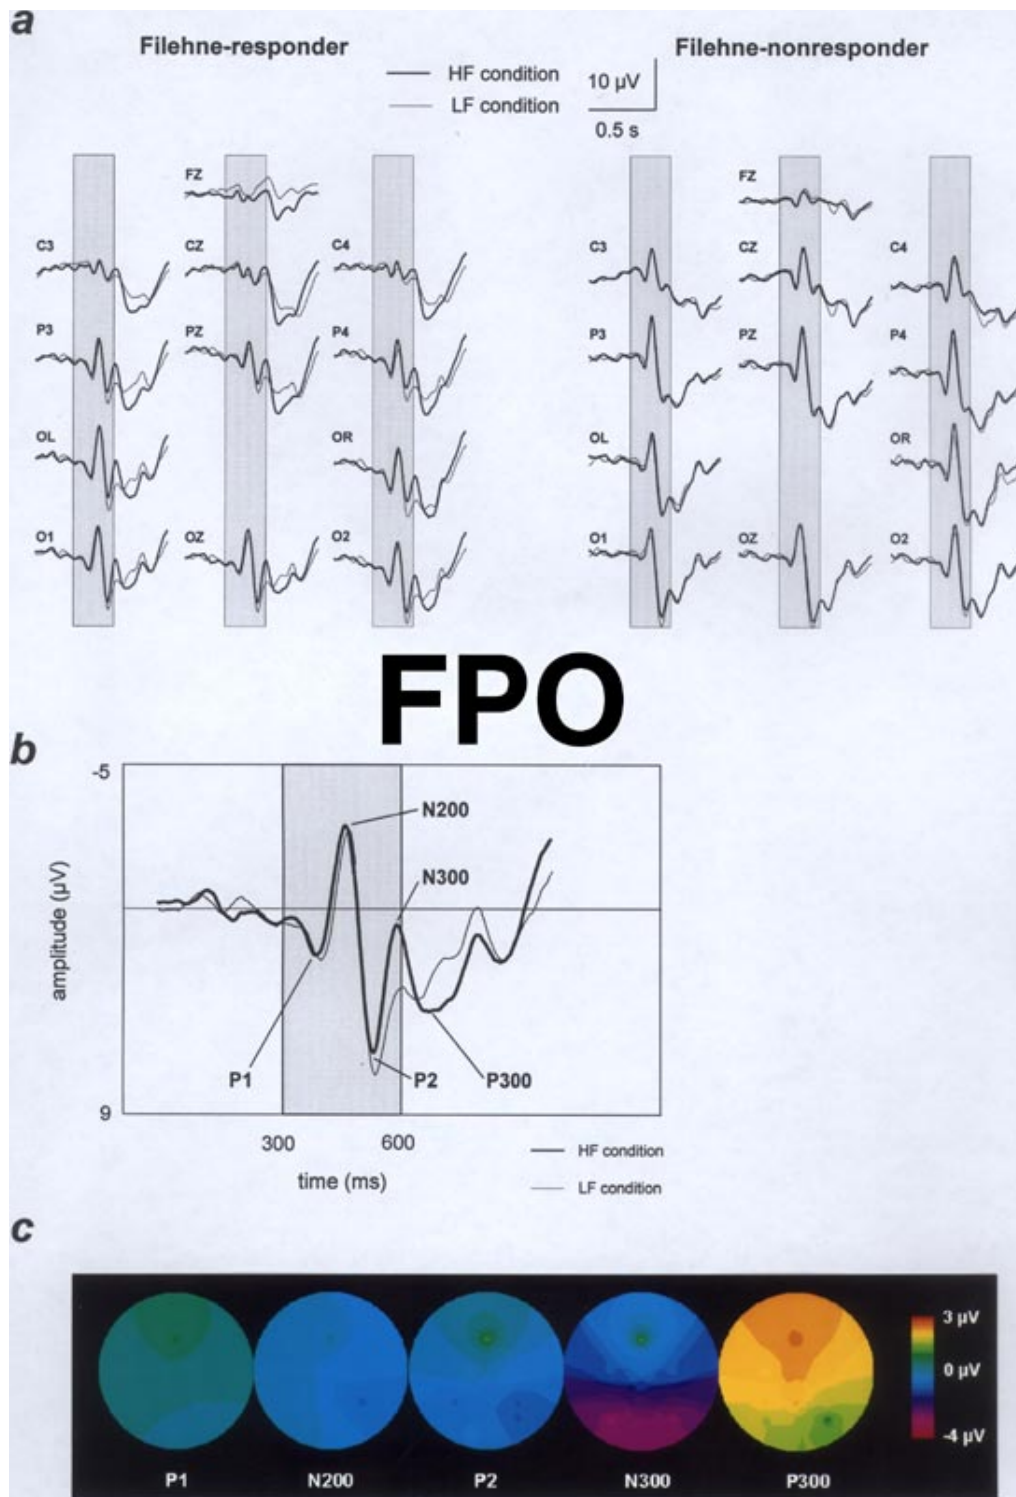 a
Filehne-responder
Filehne-nonresponder
HF condition
LF condition
10 µV
0.5 s
FZ
C3 CZ C4
P3 PZ P4
OL OR
O1 OZ O2
FZ
C3 CZ C4
P3 PZ P4
OL OR
O1 OZ O2
FPO
b
-5
N200
N300
amplitude (µV)
P1 P2 P300
9
300 600
time (ms)
HF condition
LF condition
c
3 µV
0 µV
-4 µV
P1 N200 P2 N300 P300